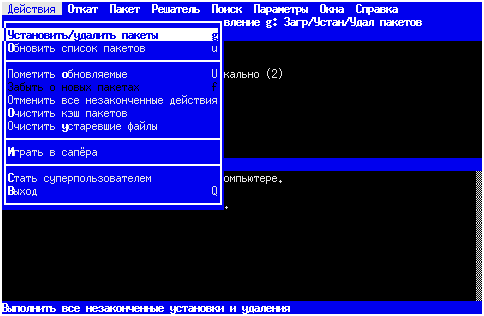 Действия Откат Пакет Решатель Поиск Параметры Окна Справка
вление g: Загр/Устан/Удал пакетов
Установить/удалить пакеты g
Обновить список пакетов u
Пометить обновляемые U кально (2)
Забыть о новых пакетах f
Отменить все незаконченные действия
Очистить кэш пакетов
Очистить устаревшие файлы
Играть в сапёра
Стать суперпользователем омпьютере.
Выход Q
.
Выполнить все незаконченные установки и удаления